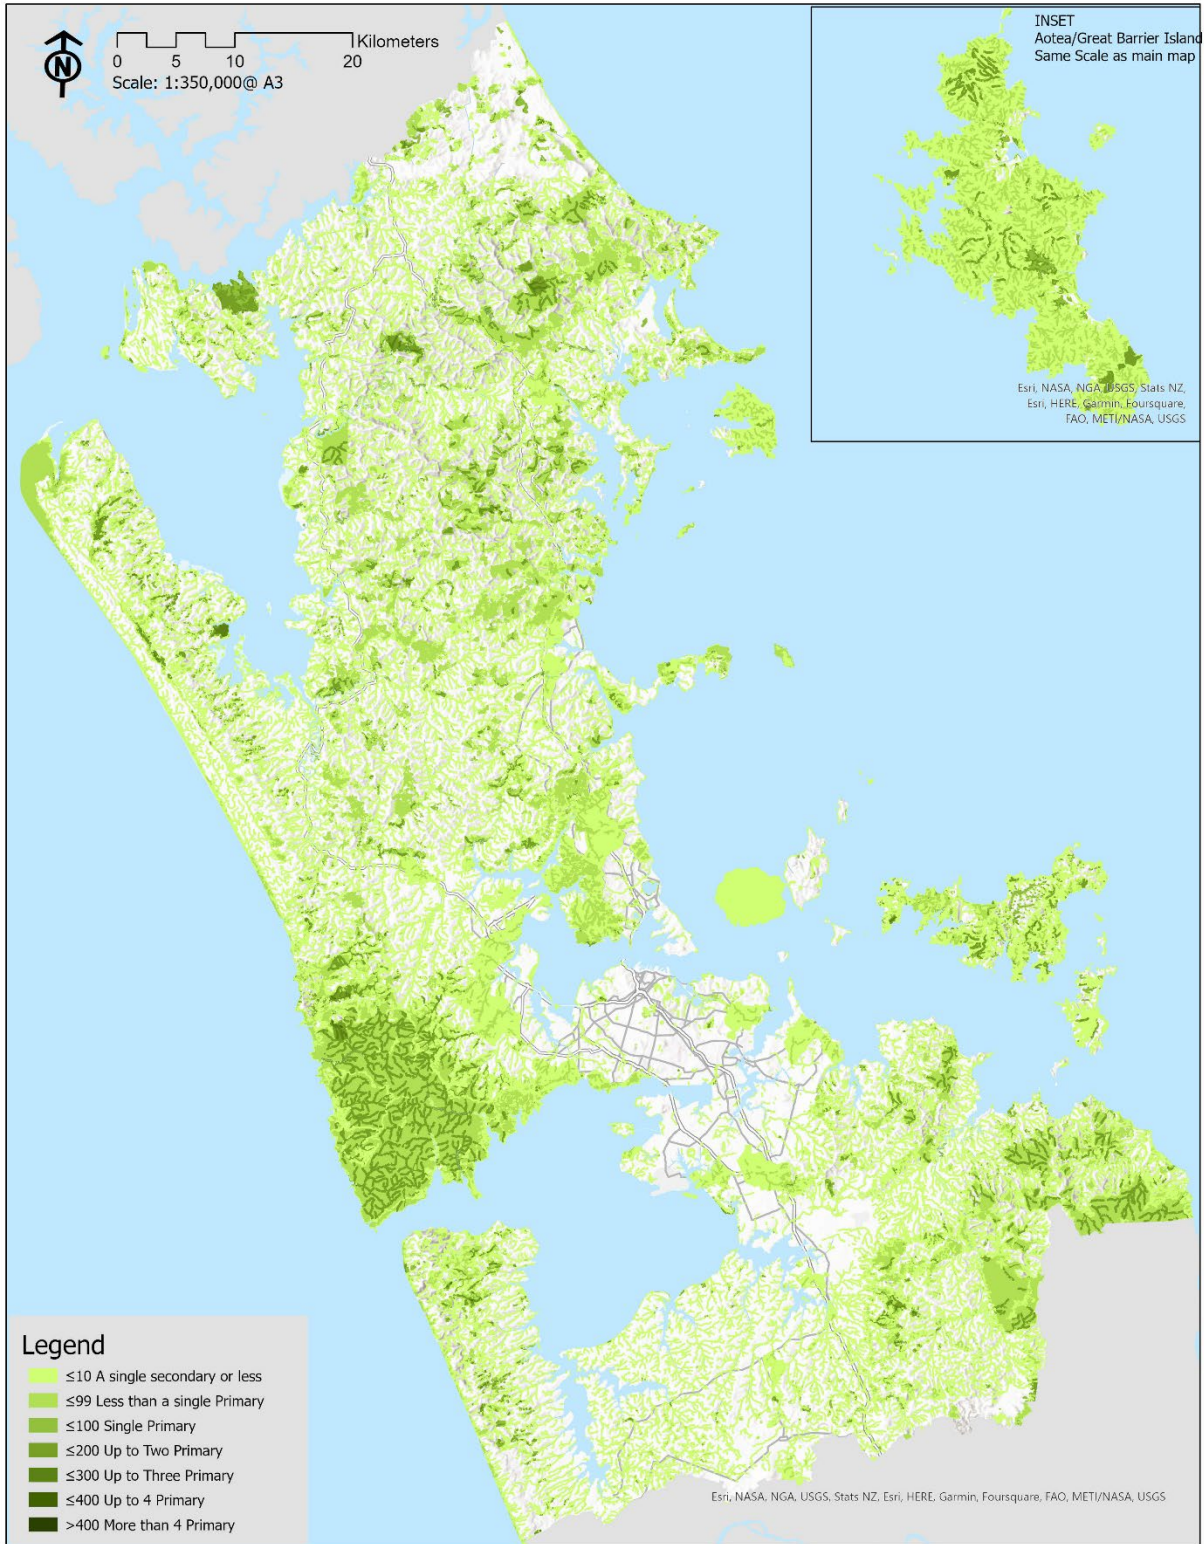 N
Kilometers
0 5 10 20
Scale: 1:350,000@ A3
INSET
Aotea/Great Barrier Island
Same Scale as main map
Esri, NASA, NGA, USGS, Stats NZ,
Esri, HERE, Garmin, Foursquare,
FAO, METI/NASA, USGS
Legend
≤10 A single secondary or less
≤99 Less than a single Primary
≤100 Single Primary
≤200 Up to Two Primary
≤300 Up to Three Primary
≤400 Up to 4 Primary
>400 More than 4 Primary
Esri, NASA, NGA, USGS, Stats NZ, Esri, HERE, Garmin, Foursquare, FAO, METI/NASA, USGS